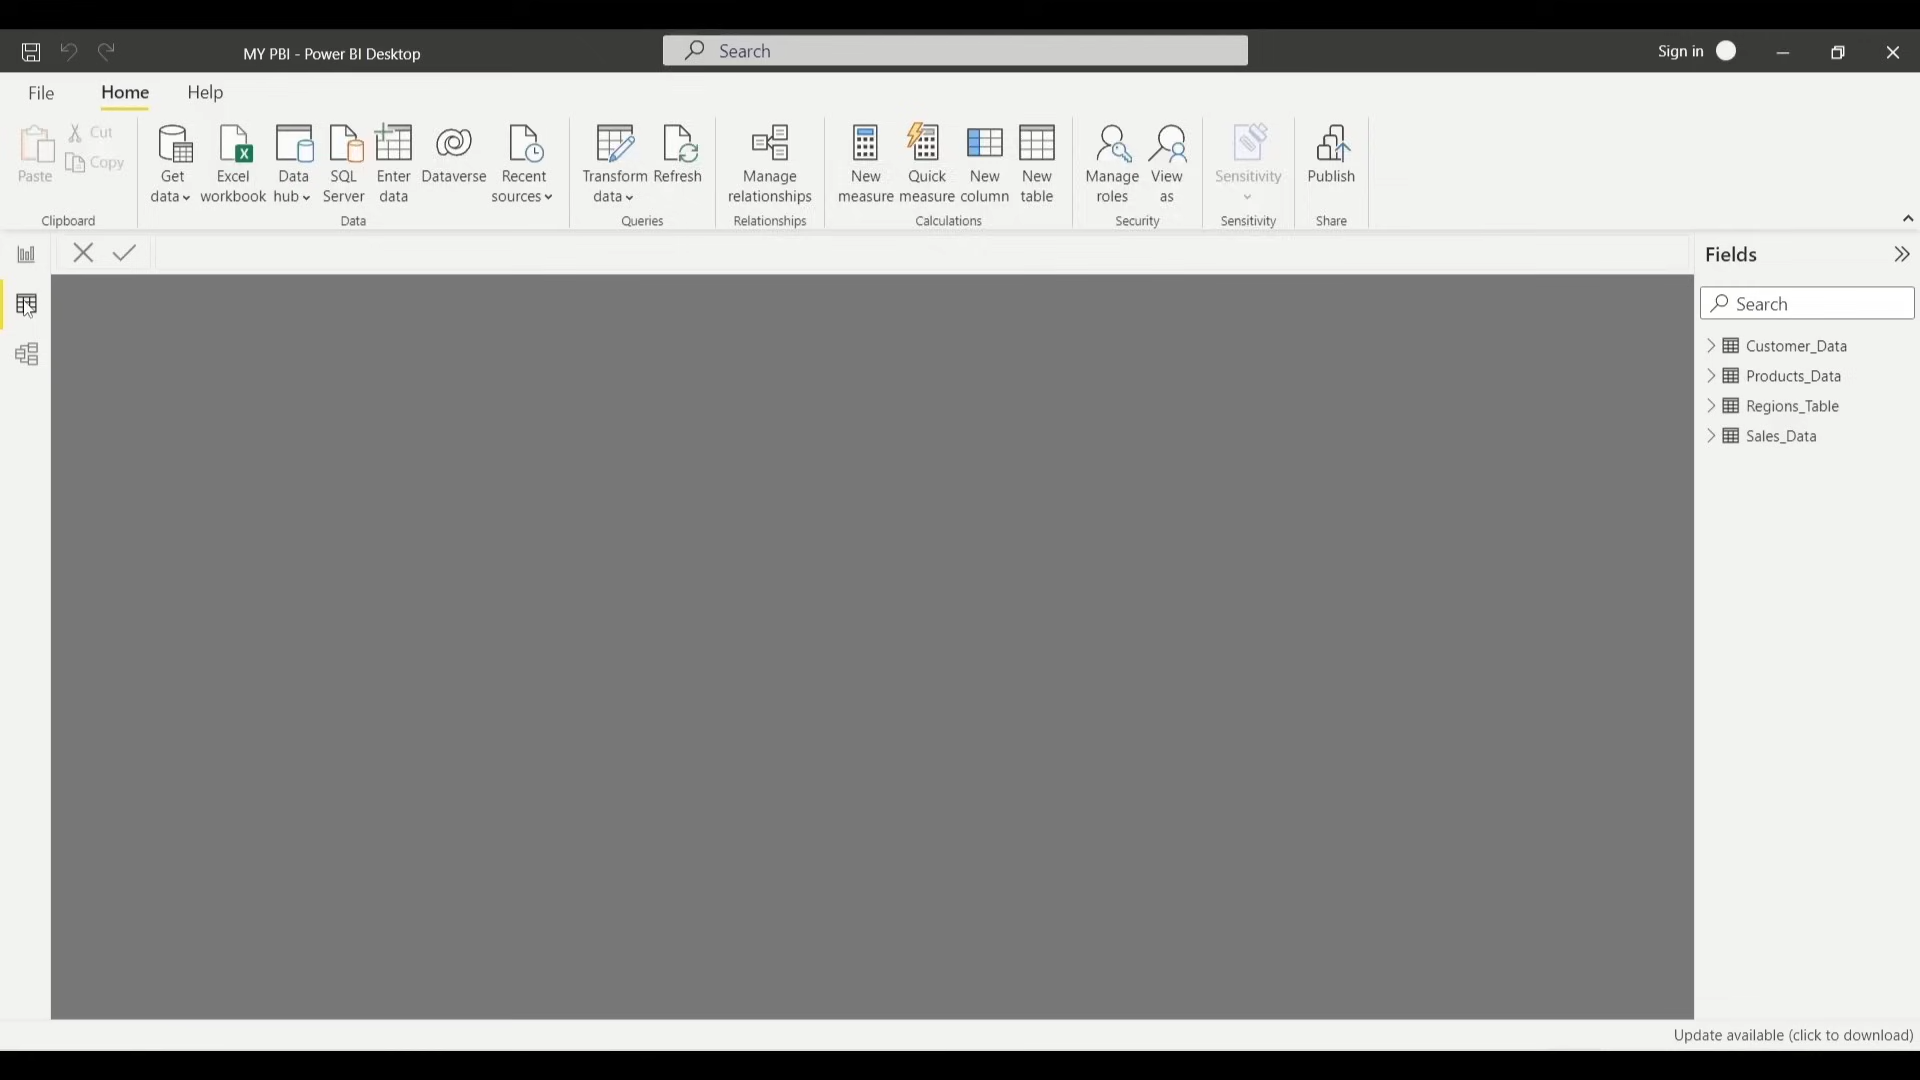 MY PBI - Power BI Desktop
Search
Sign in
File
Home
Help
Paste
Cut
Copy
Clipboard
Get data
Excel workbook
Data hub
SQL Server
Enter data
Dataverse
Recent sources
Data
Transform data
Refresh
Queries
Manage relationships
Relationships
New measure
Quick measure
New column
New table
Calculations
Manage roles
View as
Security
Sensitivity
Sensitivity
Publish
Share
Fields
Search
Customer_Data
Products_Data
Regions_Table
Sales_Data
Update available (click to download)